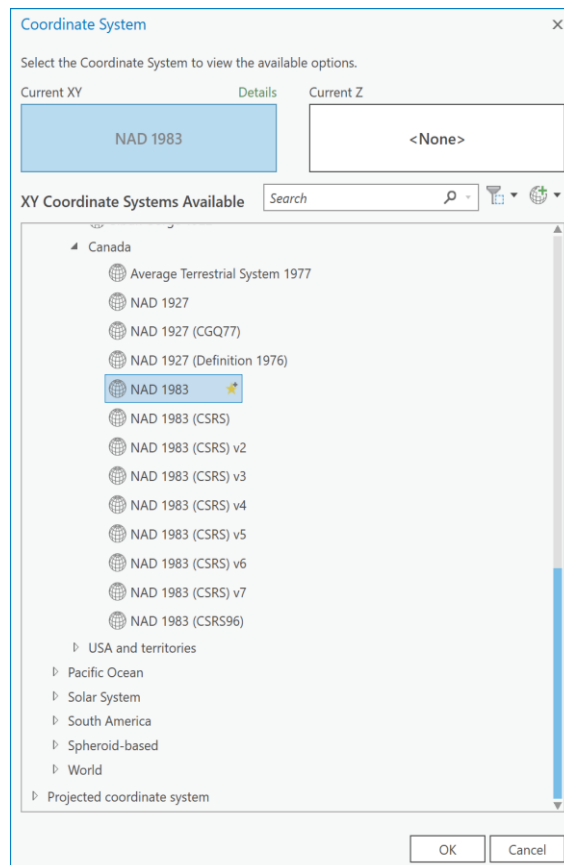 Coordinate System
Select the Coordinate System to view the available options.
Current XY Details Current Z
NAD 1983 <None>
XY Coordinate Systems Available Search
Canada
Average Terrestrial System 1977
NAD 1927
NAD 1927 (CGQ77)
NAD 1927 (Definition 1976)
NAD 1983
NAD 1983 (CSRS)
NAD 1983 (CSRS) v2
NAD 1983 (CSRS) v3
NAD 1983 (CSRS) v4
NAD 1983 (CSRS) v5
NAD 1983 (CSRS) v6
NAD 1983 (CSRS) v7
NAD 1983 (CSRS96)
USA and territories
Pacific Ocean
Solar System
South America
Spheroid-based
World
Projected coordinate system
OK Cancel